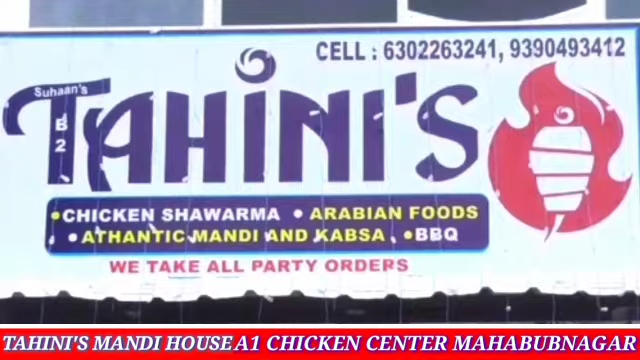 CELL : 6302263241, 9390493412
Suhaan's
B2
TAHINI'S
•CHICKEN SHAWARMA • ARABIAN FOODS
•ATHANTIC MANDI AND KABSA •BBQ
WE TAKE ALL PARTY ORDERS
TAHINI'S MANDI HOUSE A1 CHICKEN CENTER MAHABUBNAGAR